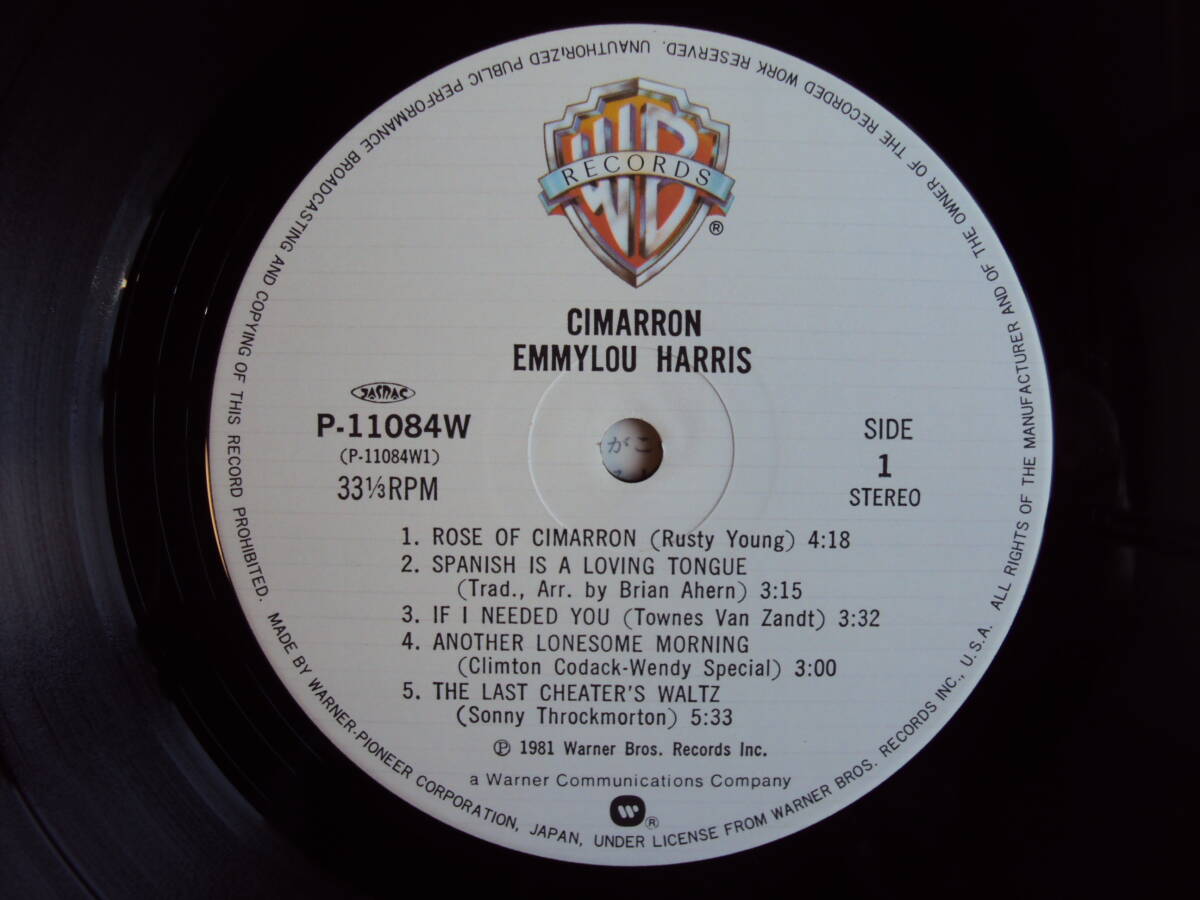 WB
RECORDS
®
CIMARRON
EMMYLOU HARRIS
JASRAC
P-11084W
(P-11084W1)
33⅓RPM
SIDE
1
STEREO
がこ
1. ROSE OF CIMARRON (Rusty Young) 4:18
2. SPANISH IS A LOVING TONGUE
(Trad., Arr. by Brian Ahern) 3:15
3. IF I NEEDED YOU (Townes Van Zandt) 3:32
4. ANOTHER LONESOME MORNING
(Climton Codack-Wendy Special) 3:00
5. THE LAST CHEATER'S WALTZ
(Sonny Throckmorton) 5:33
℗ 1981 Warner Bros. Records Inc.
a Warner Communications Company
®
MADE BY WARNER-PIONEER CORPORATION, JAPAN, UNDER LICENSE FROM WARNER BROS. RECORDS INC., U.S.A. ALL RIGHTS OF THE MANUFACTURER AND OF THE OWNER OF THE RECORDED WORK RESERVED. UNAUTHORIZED PUBLIC PERFORMANCE BROADCASTING AND COPYING OF THIS RECORD PROHIBITED.